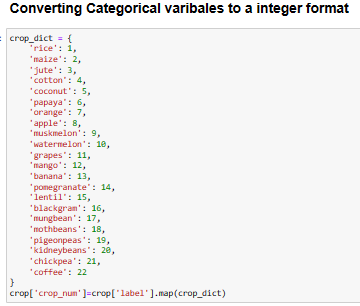 Converting Categorical varibales to a integer format
: crop_dict = {
'rice': 1,
'maize': 2,
'jute': 3,
'cotton': 4,
'coconut': 5,
'papaya': 6,
'orange': 7,
'apple': 8,
'muskmelon': 9,
'watermelon': 10,
'grapes': 11,
'mango': 12,
'banana': 13,
'pomegranate': 14,
'lentil': 15,
'blackgram': 16,
'mungbean': 17,
'mothbeans': 18,
'pigeonpeas': 19,
'kidneybeans': 20,
'chickpea': 21,
'coffee': 22
}
crop['crop_num']=crop['label'].map(crop_dict)